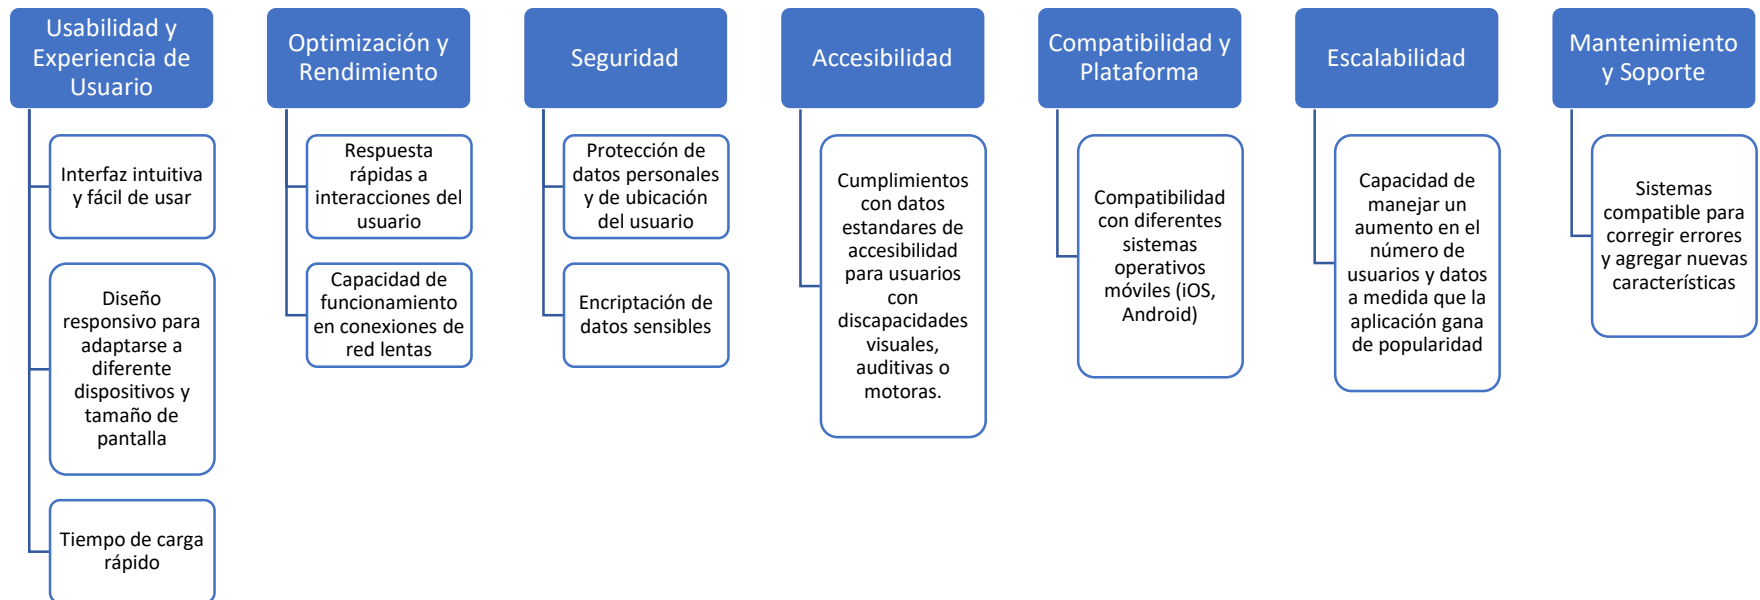 Usabilidad y
Experiencia de
Usuario
Interfaz intuitiva
y fácil de usar
Diseño
responsivo para
adaptarse a
diferente
dispositivos y
tamaño de
pantalla
Tiempo de carga
rápido
Optimización y
Rendimiento
Respuesta
rápidas a
interacciones del
usuario
Capacidad de
funcionamiento
en conexiones de
red lentas
Seguridad
Protección de
datos personales
y de ubicación
del usuario
Encriptación de
datos sensibles
Accesibilidad
Cumplimientos
con datos
estandares de
accesibilidad
para usuarios
con
discapacidades
visuales,
auditivas o
motoras.
Compatibilidad y
Plataforma
Compatibilidad
con diferentes
sistemas
operativos
móviles (iOS,
Android)
Escalabilidad
Capacidad de
manejar un
aumento en el
número de
usuarios y datos
a medida que la
aplicación gana
de popularidad
Mantenimiento
y Soporte
Sistemas
compatible para
corregir errores
y agregar nuevas
características